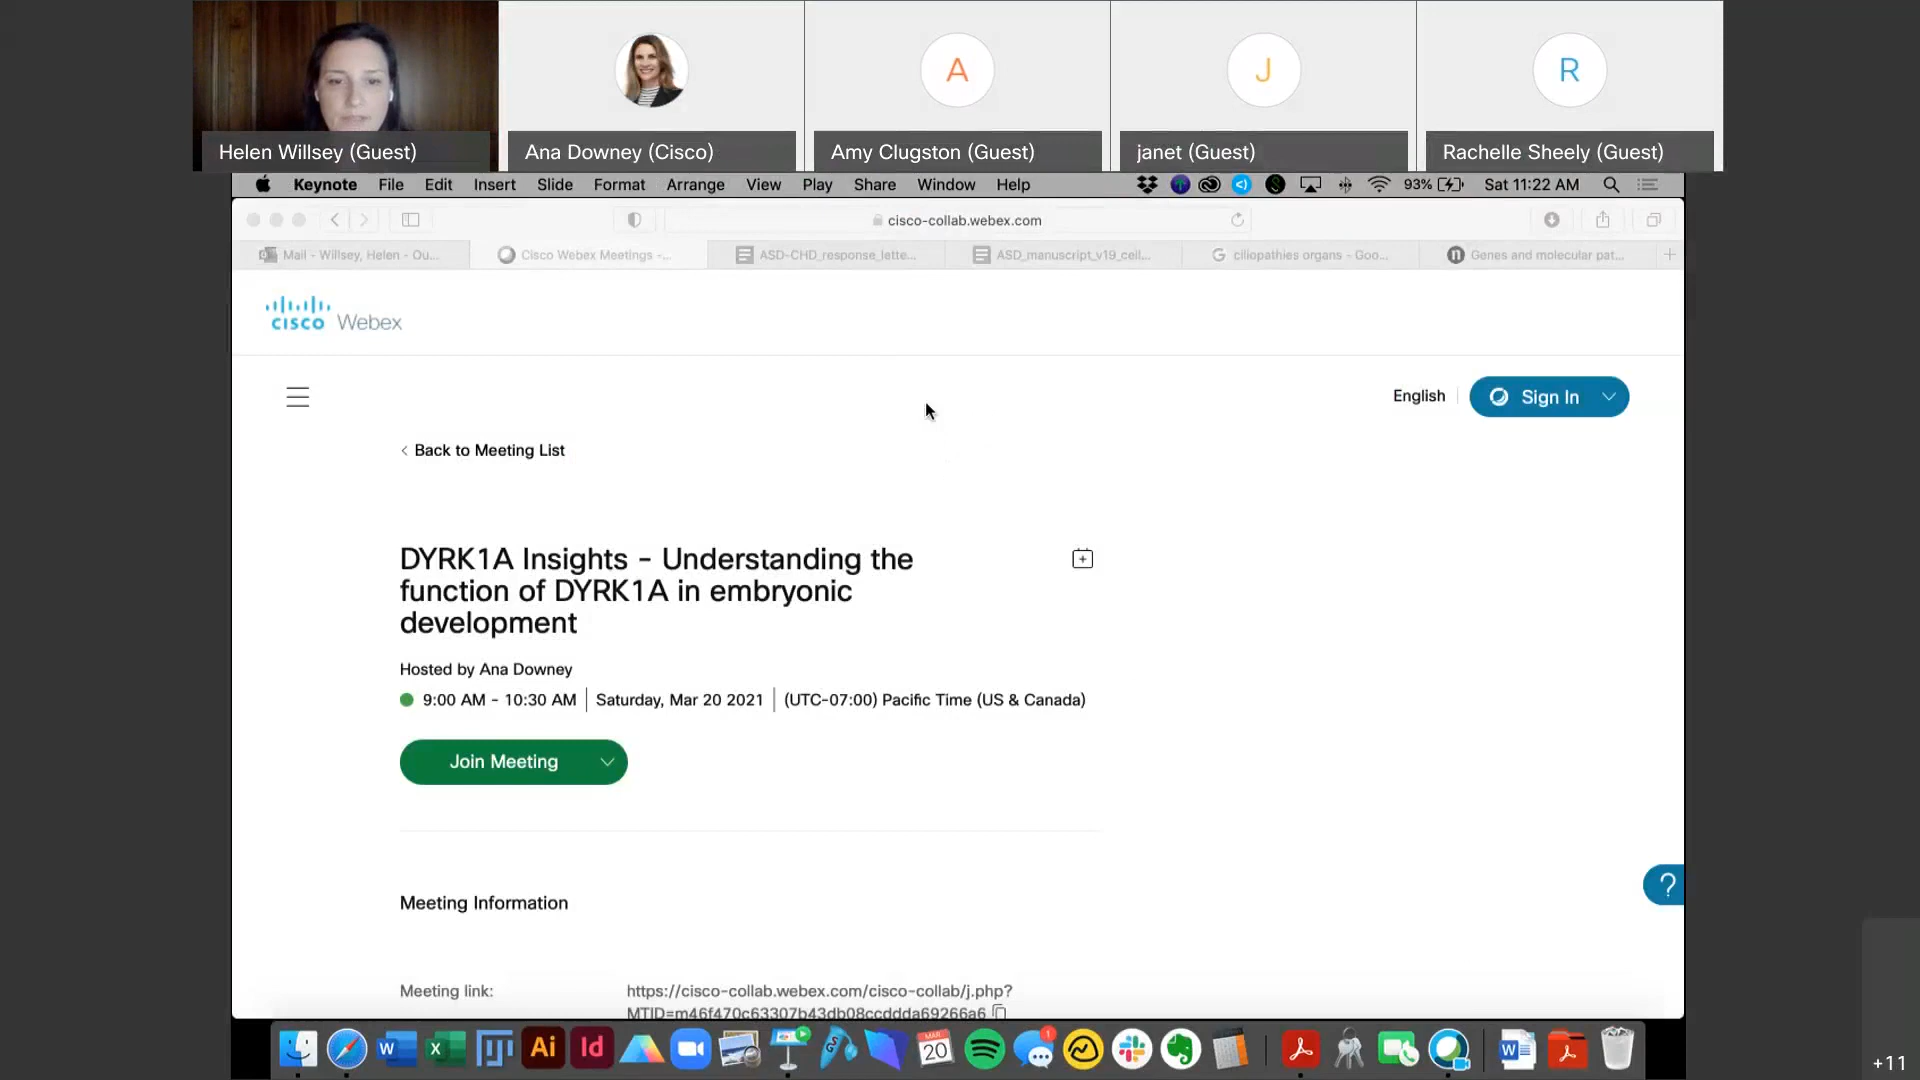 A
J
R
Helen Willsey (Guest)
Ana Downey (Cisco)
Amy Clugston (Guest)
janet (Guest)
Rachelle Sheely (Guest)
Keynote File Edit Insert Slide Format Arrange View Play Share Window Help 93% Sat 11:22 AM
cisco-collab.webex.com
Mail - Willsey, Helen - Ou...
Cisco Webex Meetings -...
ASD-CHD_response_lette...
ASD_manuscript_v19_cell...
G ciliopathies organs - Goo...
n Genes and molecular pat...
CISCO Webex
English
Sign In
Back to Meeting List
DYRK1A Insights - Understanding the
function of DYRK1A in embryonic
development
Hosted by Ana Downey
9:00 AM - 10:30 AM | Saturday, Mar 20 2021 | (UTC-07:00) Pacific Time (US & Canada)
Join Meeting
?
Meeting Information
Meeting link:
https://cisco-collab.webex.com/cisco-collab/j.php?
MTID=m46f470c63307b43db08ccddda69266a6
W
X
Ai
Id
MAR
20
1
W
+11